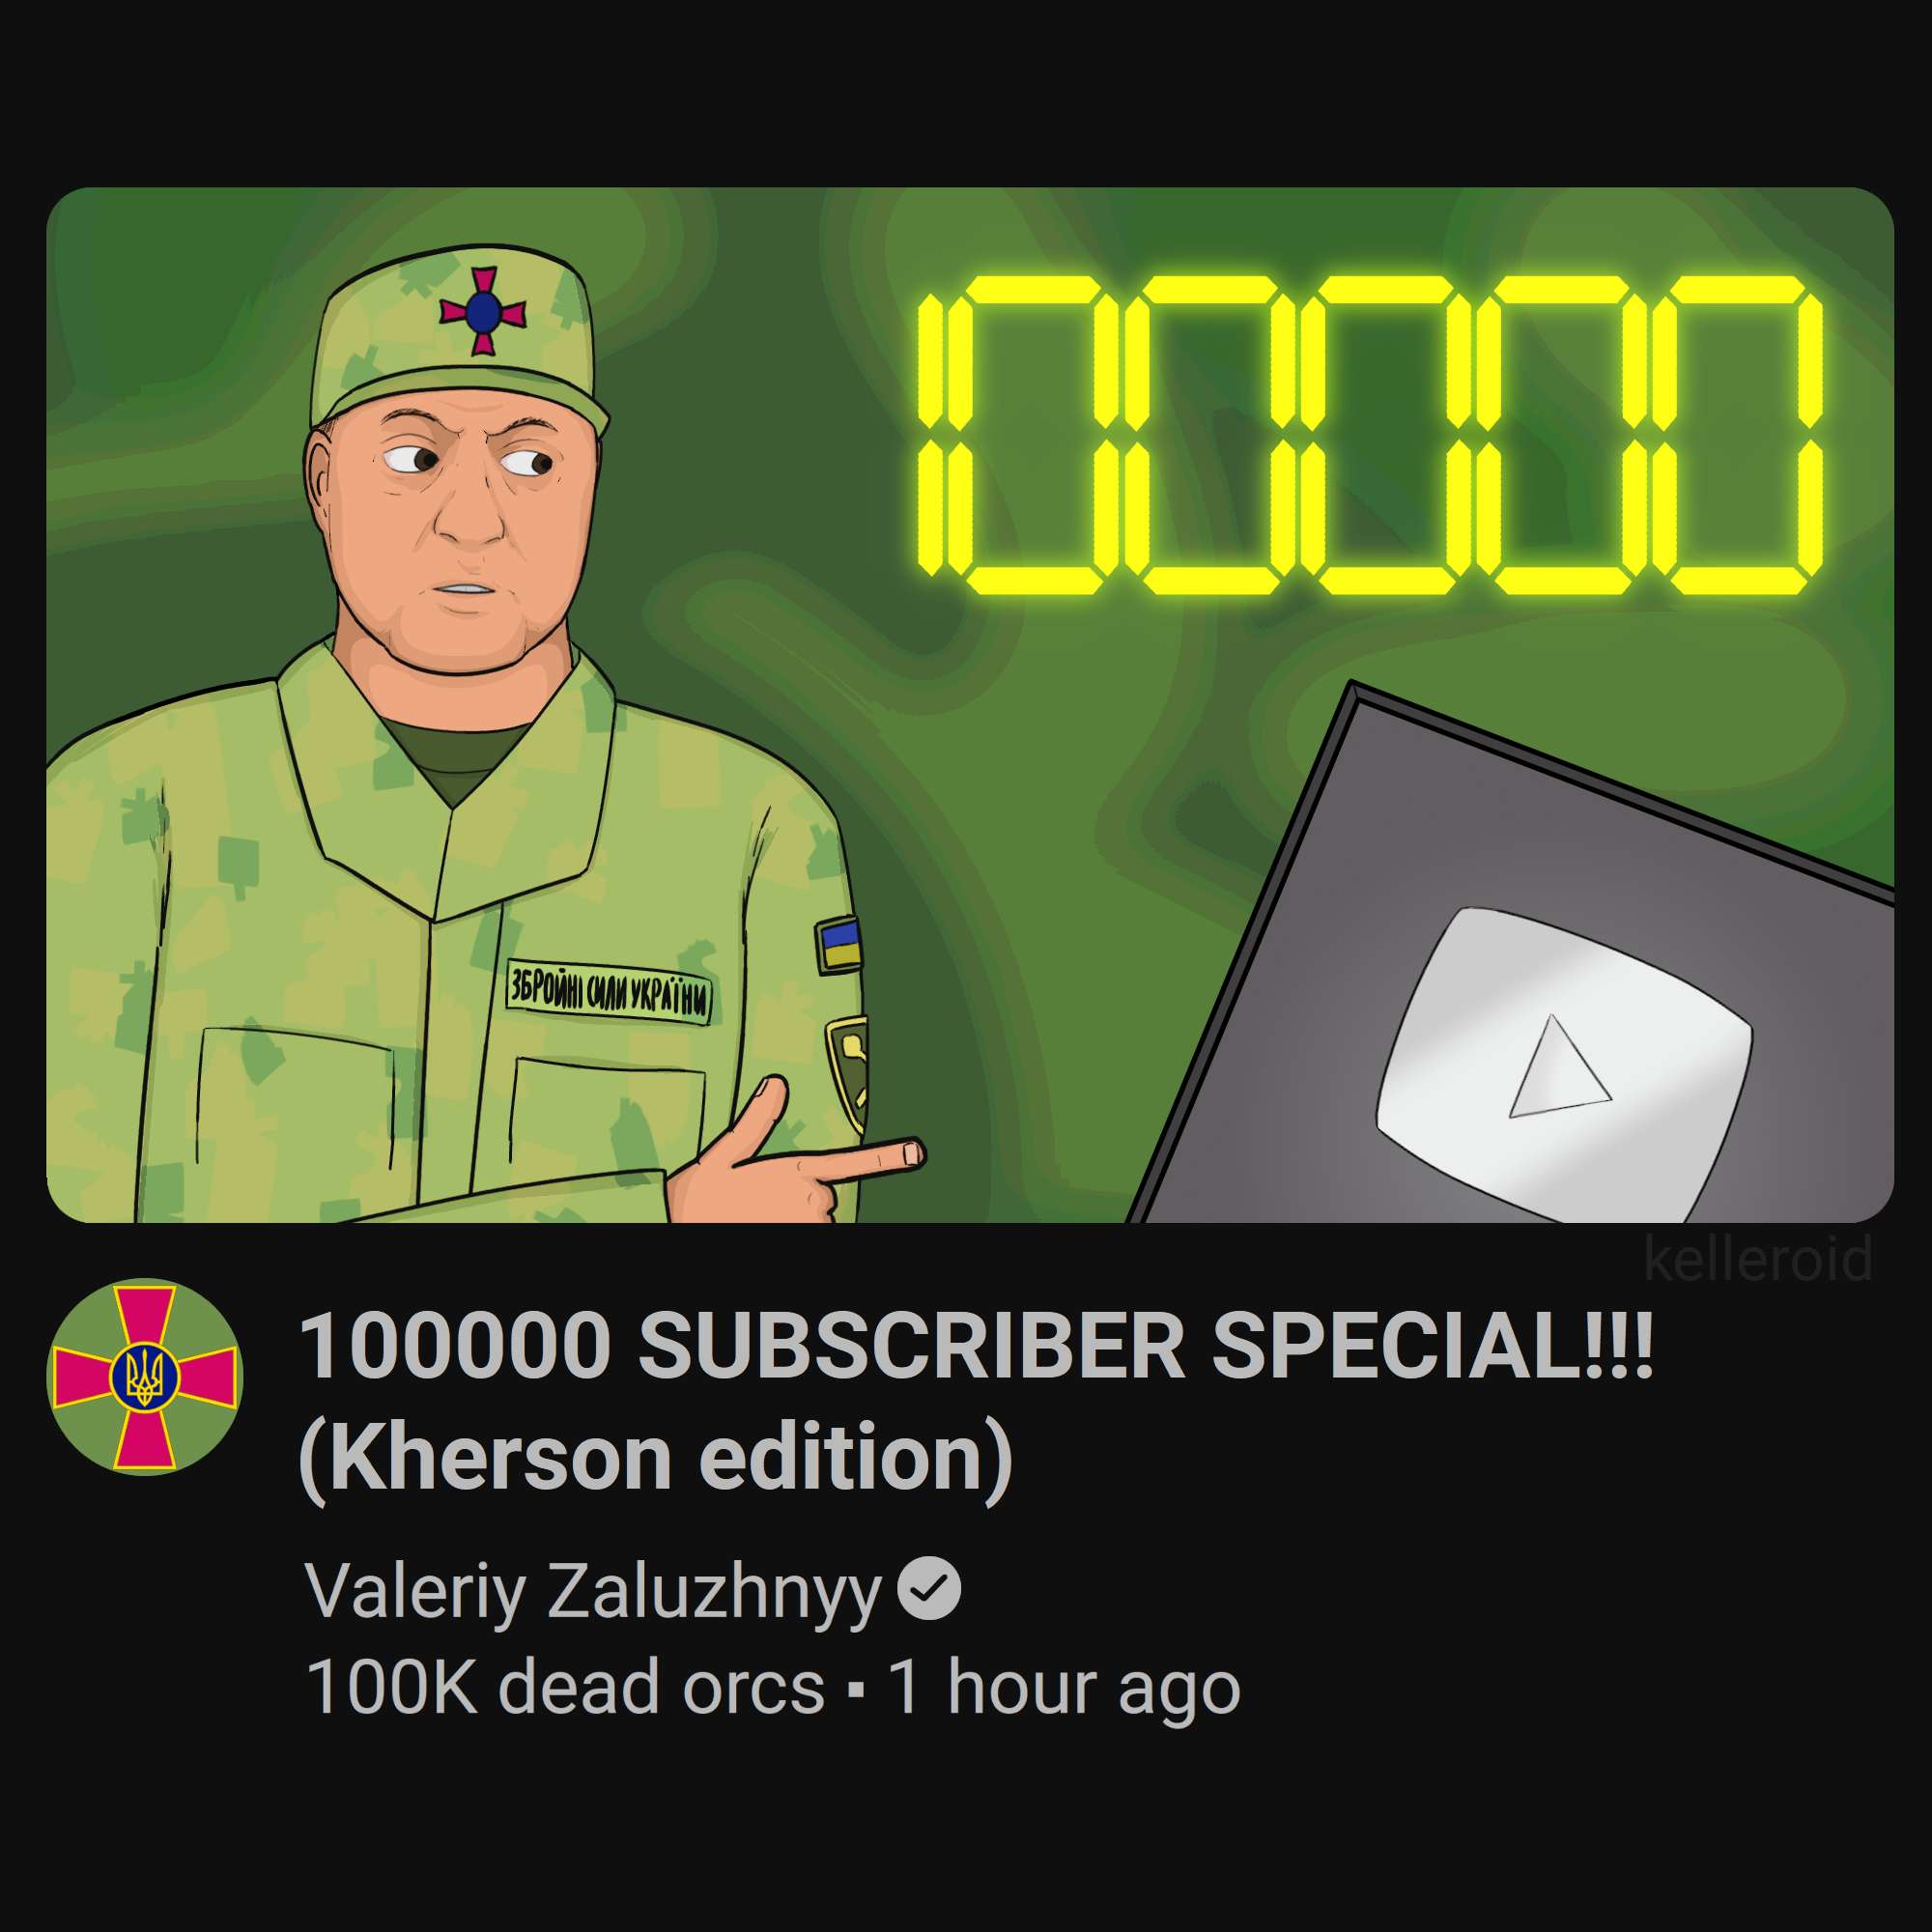 100000
ЗБРОЙНІ СИЛИ УКРАЇНИ
kelleroid
100000 SUBSCRIBER SPECIAL!!!
(Kherson edition)
Valeriy Zaluzhnyy
100K dead orcs ▪ 1 hour ago